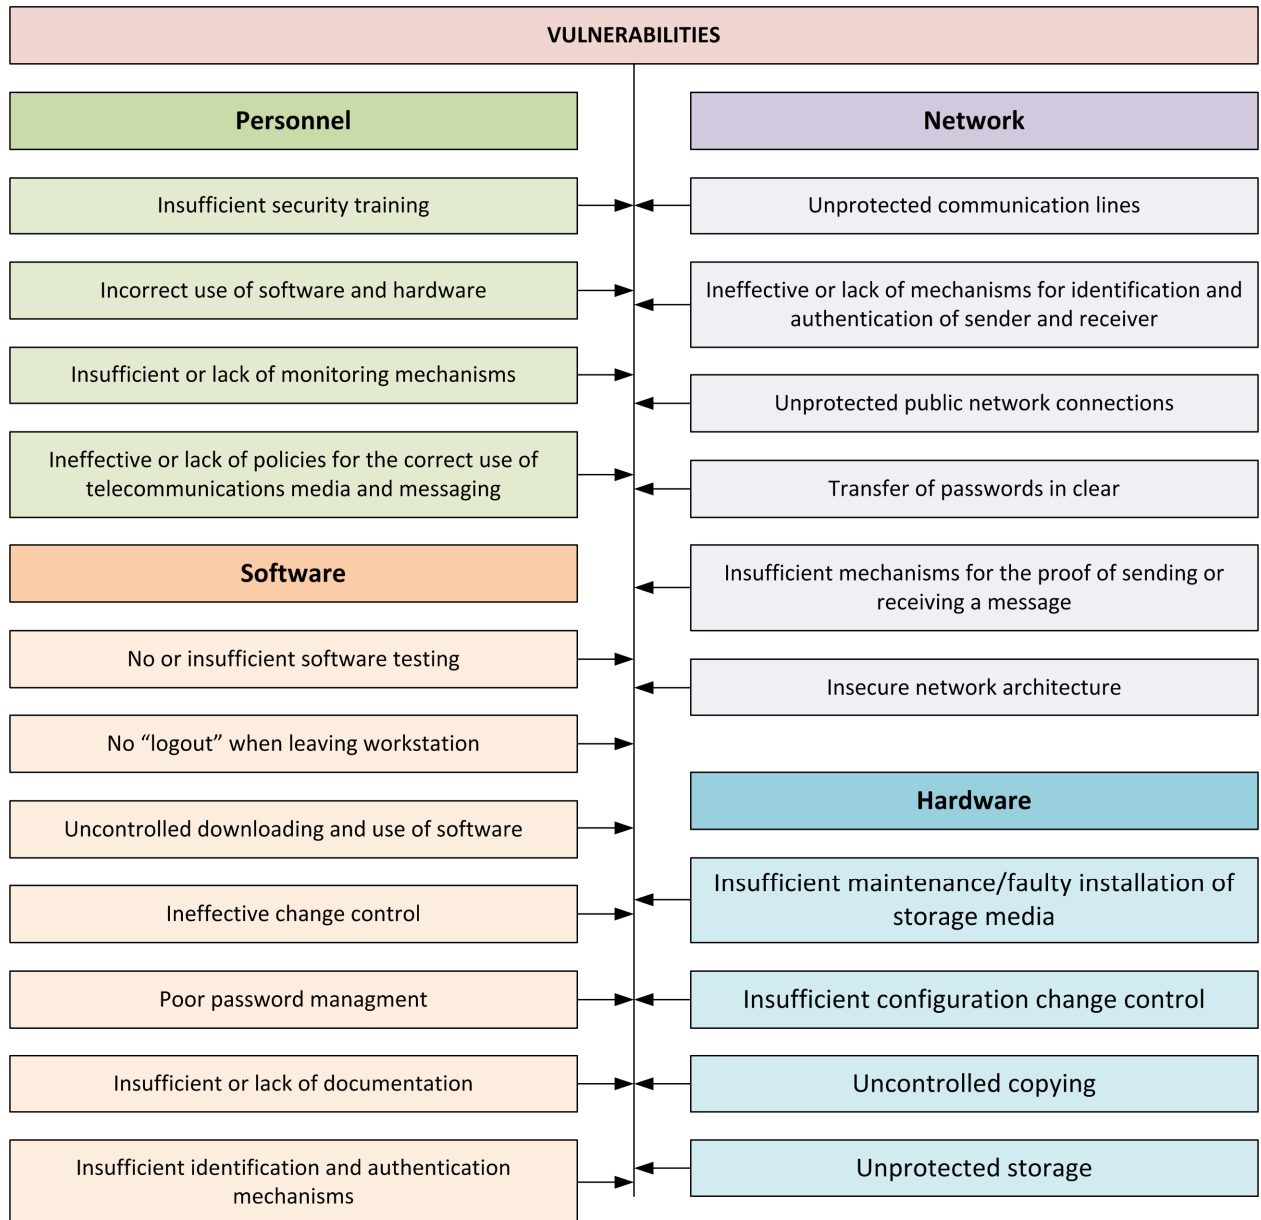 VULNERABILITIES
Personnel
Insufficient security training
Incorrect use of software and hardware
Insufficient or lack of monitoring mechanisms
Ineffective or lack of policies for the correct use of
telecommunications media and messaging
Software
No or insufficient software testing
No “logout” when leaving workstation
Uncontrolled downloading and use of software
Ineffective change control
Poor password managment
Insufficient or lack of documentation
Insufficient identification and authentication
mechanisms
Network
Unprotected communication lines
Ineffective or lack of mechanisms for identification and
authentication of sender and receiver
Unprotected public network connections
Transfer of passwords in clear
Insufficient mechanisms for the proof of sending or
receiving a message
Insecure network architecture
Hardware
Insufficient maintenance/faulty installation of
storage media
Insufficient configuration change control
Uncontrolled copying
Unprotected storage